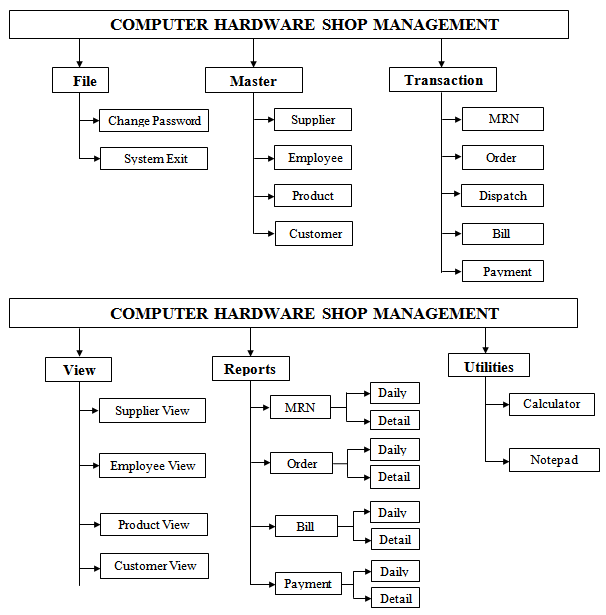 COMPUTER HARDWARE SHOP MANAGEMENT
File
Master
Transaction
Change Password
System Exit
Supplier
Employee
Product
Customer
MRN
Order
Dispatch
Bill
Payment
COMPUTER HARDWARE SHOP MANAGEMENT
View
Reports
Utilities
Supplier View
Employee View
Product View
Customer View
MRN
Daily
Detail
Order
Daily
Detail
Bill
Daily
Detail
Payment
Daily
Detail
Calculator
Notepad